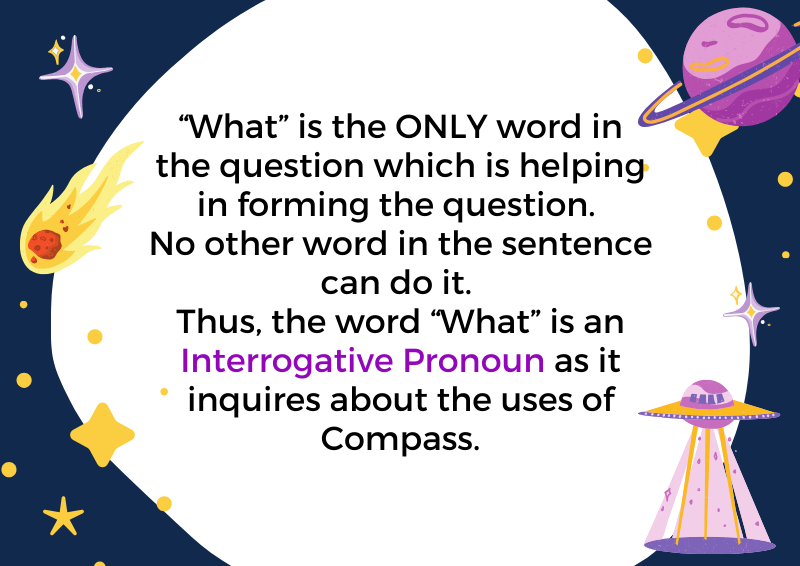 “What” is the ONLY word in
the question which is helping
in forming the question.
No other word in the sentence
can do it.
Thus, the word “What” is an
Interrogative Pronoun as it
inquires about the uses of
Compass.